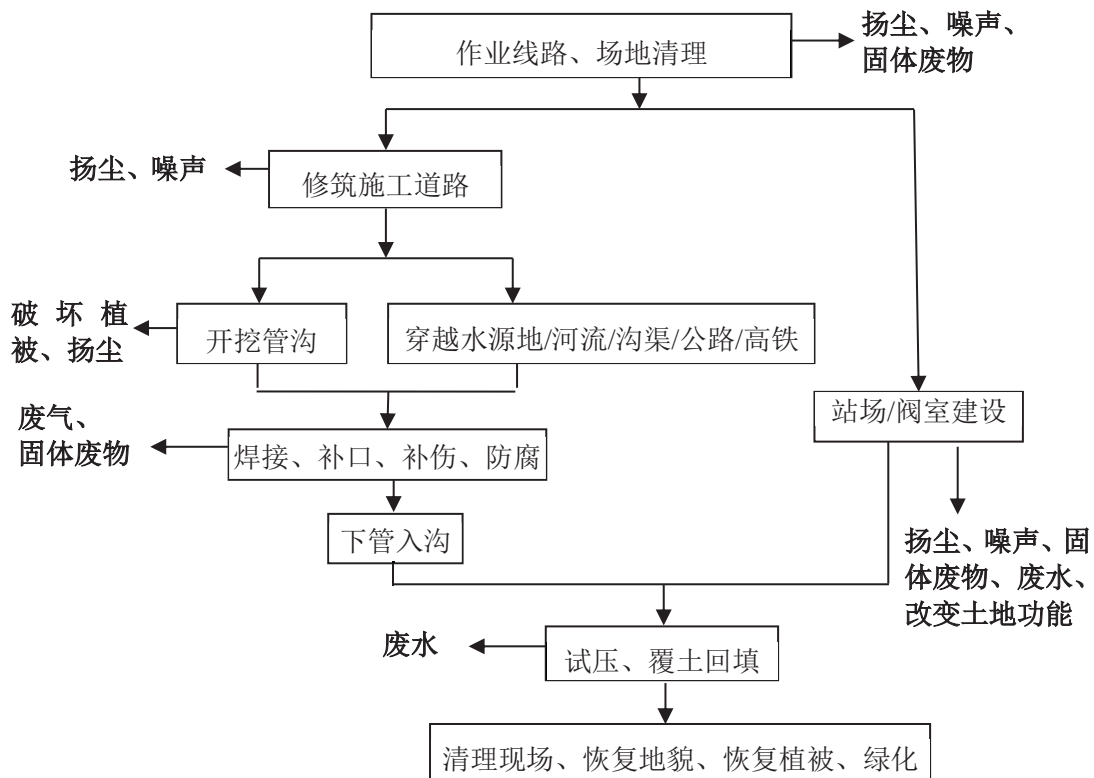 作业线路、场地清理
扬尘、噪声、
固体废物
扬尘、噪声
修筑施工道路
破坏植
被、扬尘
开挖管沟
穿越水源地/河流/沟渠/公路/高铁
站场/阀室建设
废气、
固体废物
焊接、补口、补伤、防腐
下管入沟
扬尘、噪声、固
体废物、废水、
改变土地功能
废水
试压、覆土回填
清理现场、恢复地貌、恢复植被、绿化